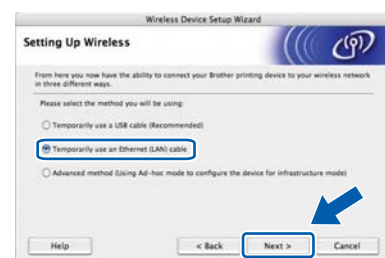 Wireless Device Setup Wizard
Setting Up Wireless
From here you now have the ability to connect your Brother printing device to your wireless network
in three different ways.
Please select the method you will be using:
Temporarily use a USB cable (Recommended)
Temporarily use an Ethernet (LAN) cable
Advanced method (Using Ad-hoc mode to configure the device for infrastructure mode)
Help
< Back
Next >
Cancel